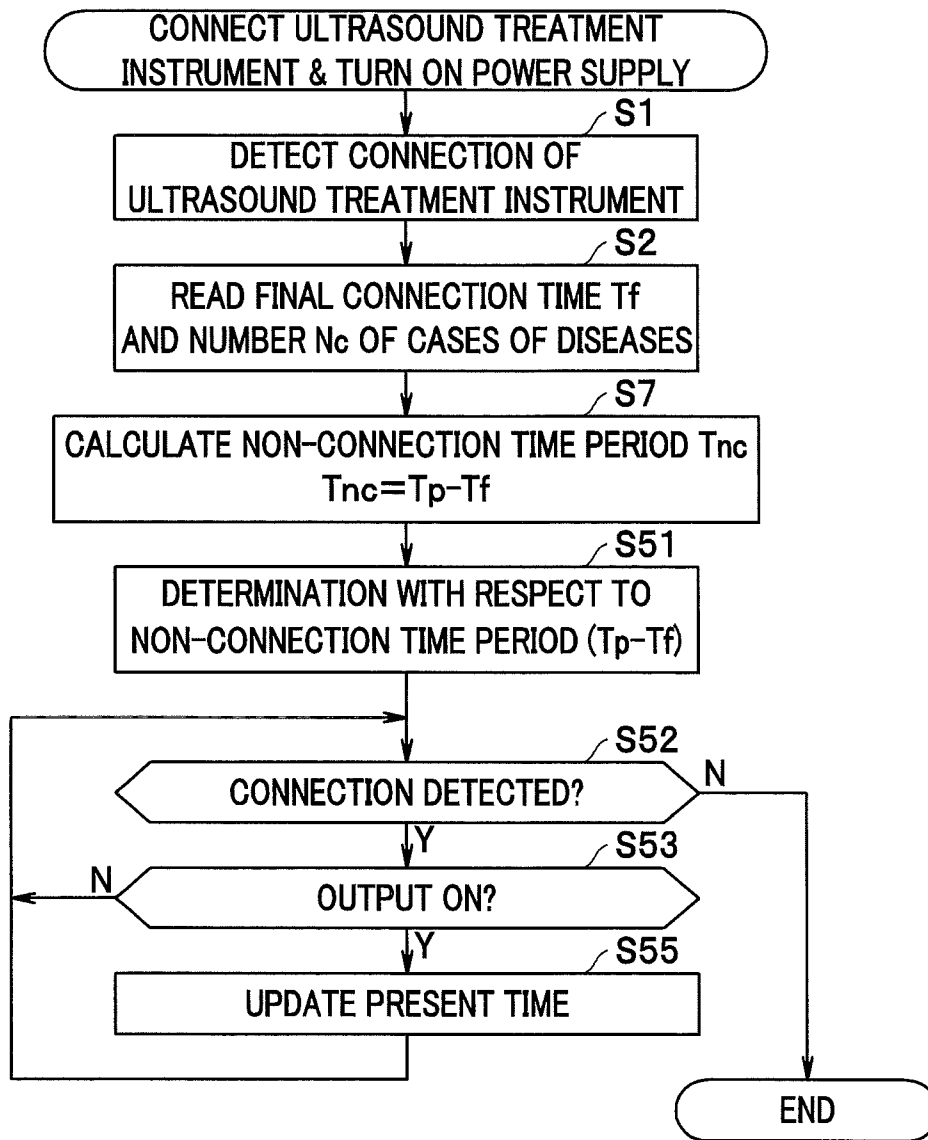 CONNECT ULTRASOUND TREATMENT
INSTRUMENT & TURN ON POWER SUPPLY
S1
DETECT CONNECTION OF
ULTRASOUND TREATMENT INSTRUMENT
S2
READ FINAL CONNECTION TIME Tf
AND NUMBER Nc OF CASES OF DISEASES
S7
CALCULATE NON-CONNECTION TIME PERIOD Tnc
Tnc=Tp-Tf
S51
DETERMINATION WITH RESPECT TO
NON-CONNECTION TIME PERIOD (Tp-Tf)
S52
CONNECTION DETECTED?
N
Y
S53
OUTPUT ON?
N
Y
S55
UPDATE PRESENT TIME
END